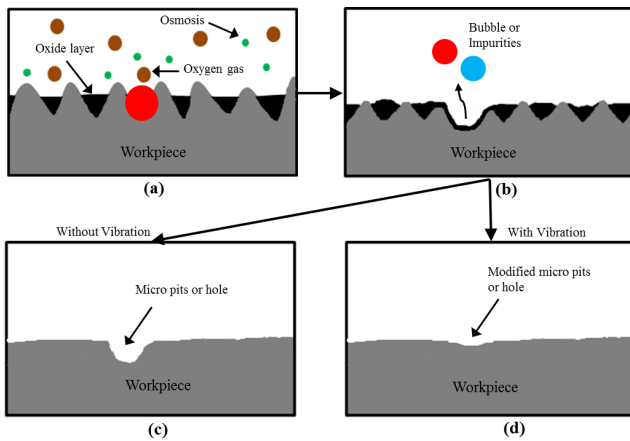 Osmosis
Oxide layer
Oxygen gas
Workpiece
(a)
Bubble or
Impurities
Workpiece
(b)
Without Vibration
With Vibration
Micro pits or hole
Workpiece
(c)
Modified micro pits
or hole
Workpiece
(d)